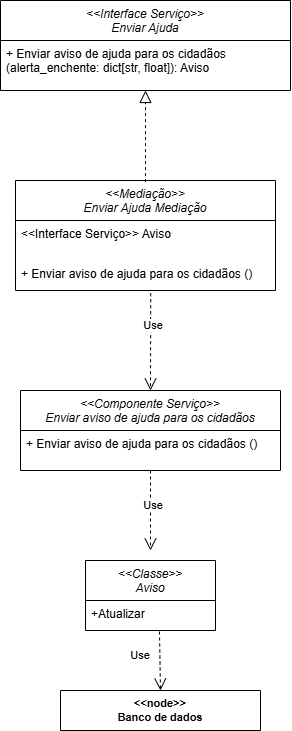 <<Interface Serviço>>
Enviar Ajuda
+ Enviar aviso de ajuda para os cidadãos
(alerta_enchente: dict[str, float]): Aviso
<<Mediação>>
Enviar Ajuda Mediação
<<Interface Serviço>> Aviso
+ Enviar aviso de ajuda para os cidadãos ()
Use
<<Componente Serviço>>
Enviar aviso de ajuda para os cidadãos
+ Enviar aviso de ajuda para os cidadãos ()
Use
<<Classe>>
Aviso
+Atualizar
Use
<<node>>
Banco de dados